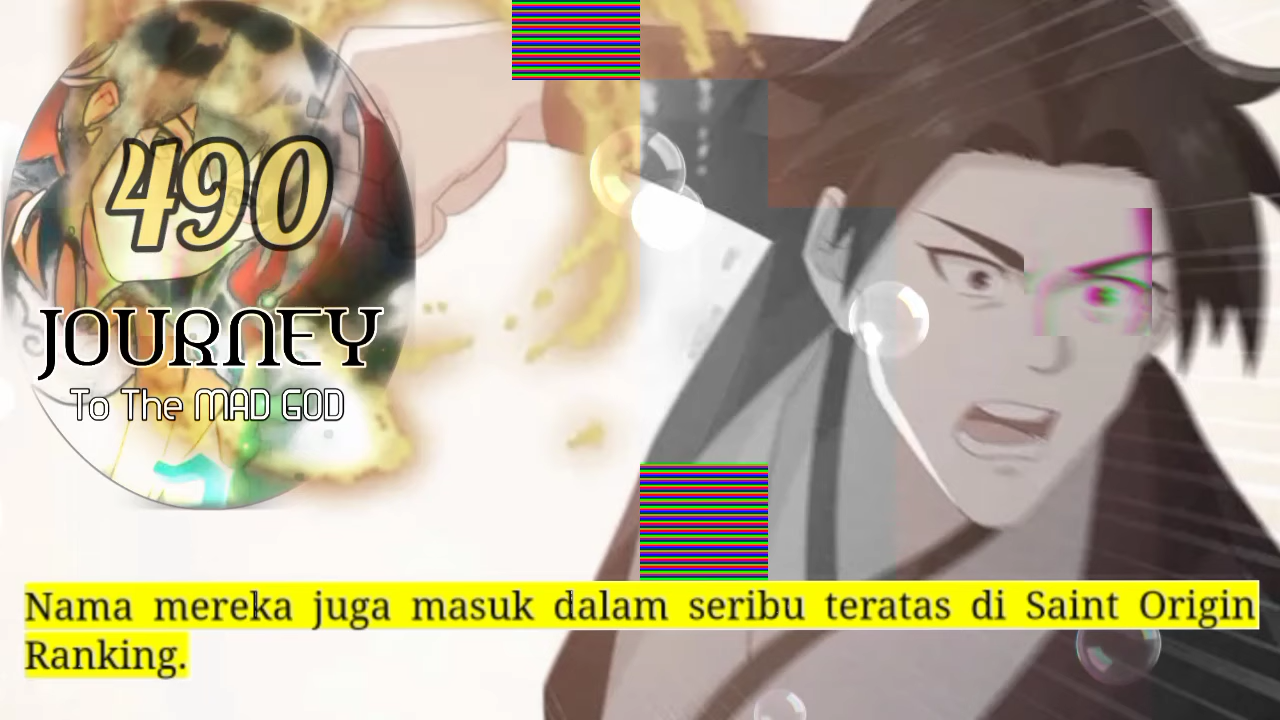 490
JOURNEY
To The MAD GOD
Nama mereka juga masuk dalam seribu teratas di Saint Origin
Ranking.